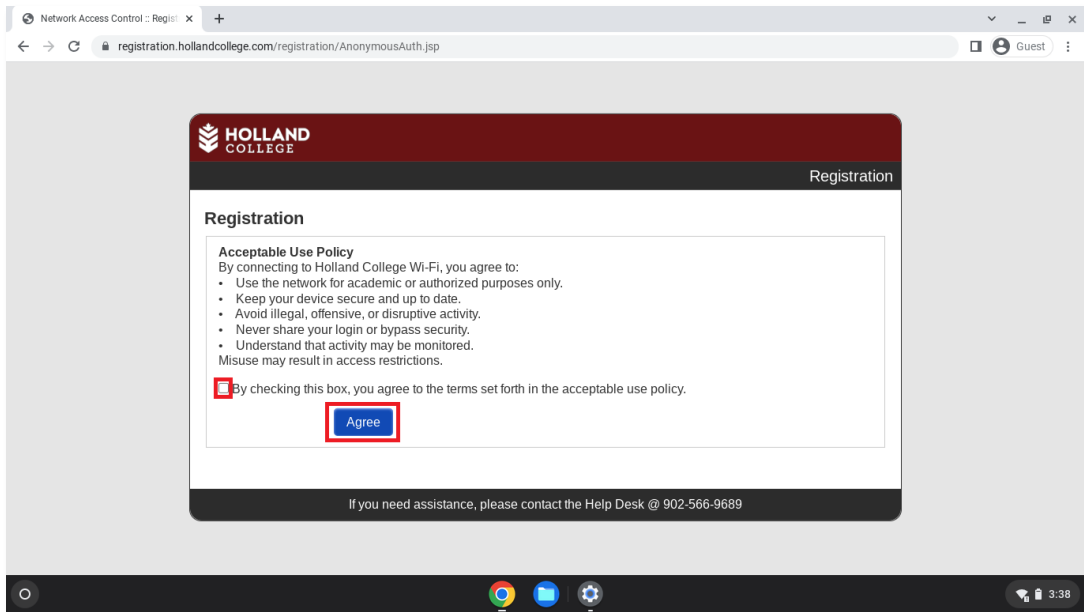 Network Access Control :: Regist
registration.hollandcollege.com/registration/AnonymousAuth.jsp
Guest
HOLLAND
COLLEGE
Registration
Registration
Acceptable Use Policy
By connecting to Holland College Wi-Fi, you agree to:
• Use the network for academic or authorized purposes only.
• Keep your device secure and up to date.
• Avoid illegal, offensive, or disruptive activity.
• Never share your login or bypass security.
• Understand that activity may be monitored.
Misuse may result in access restrictions.
By checking this box, you agree to the terms set forth in the acceptable use policy.
Agree
If you need assistance, please contact the Help Desk @ 902-566-9689
3:38